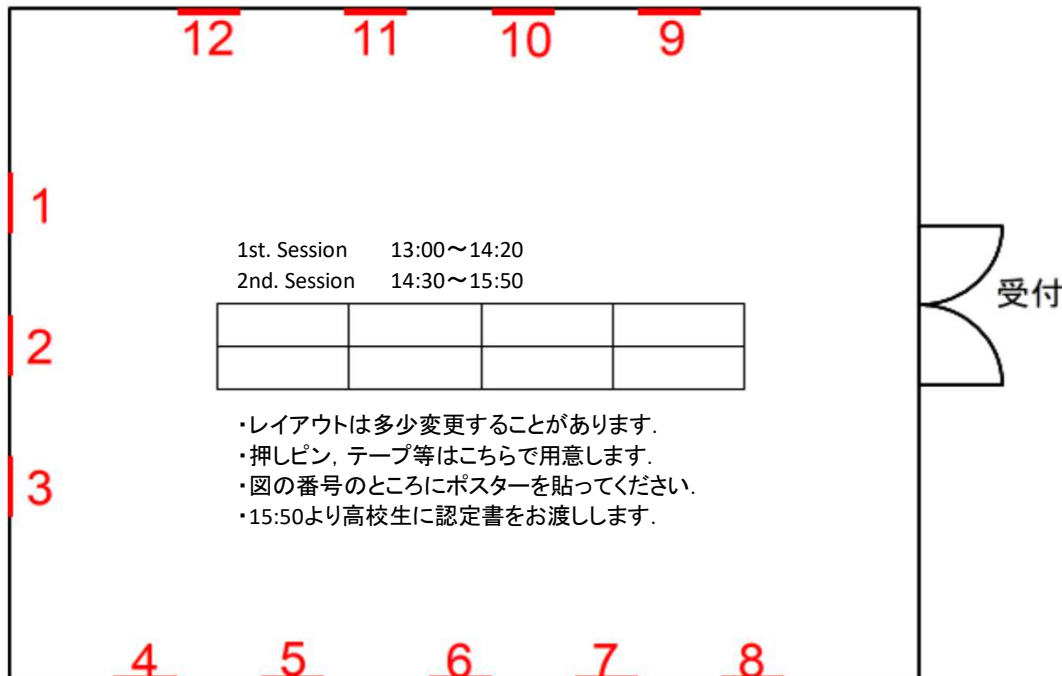 12 11 10 9
1
1st. Session 13:00～14:20
2nd. Session 14:30～15:50
受付
2
・レイアウトは多少変更することがあります．
・押しピン，テープ等はこちらで用意します．
・図の番号のところにポスターを貼ってください．
・15:50より高校生に認定書をお渡しします．
3
4 5 6 7 8